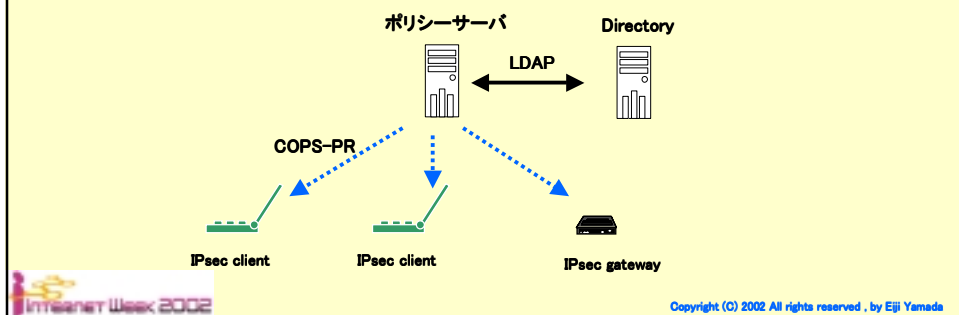 ポリシーサーバ
Directory
LDAP
COPS-PR
IPsec client
IPsec client
IPsec gateway
InteRnet Week 2002
Copyright (C) 2002 All rights reserved , by Eiji Yamada